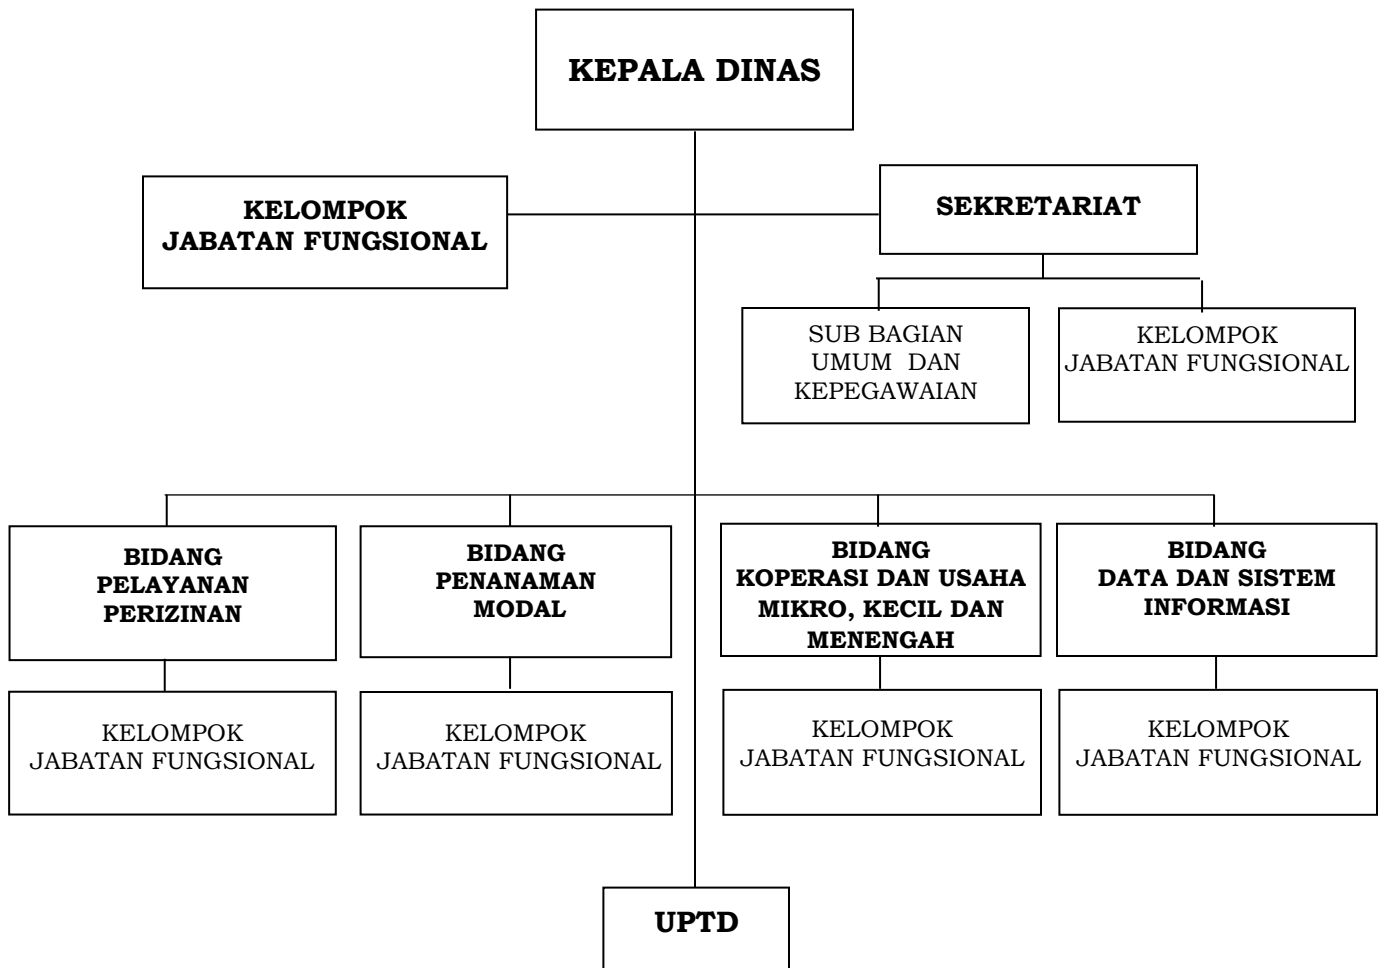 KEPALA DINAS
KELOMPOK
JABATAN FUNGSIONAL
SEKRETARIAT
SUB BAGIAN
UMUM DAN
KEPEGAWAIAN
KELOMPOK
JABATAN FUNGSIONAL
BIDANG
PELAYANAN
PERIZINAN
BIDANG
PENANAMAN
MODAL
BIDANG
KOPERASI DAN USAHA
MIKRO, KECIL DAN
MENENGAH
BIDANG
DATA DAN SISTEM
INFORMASI
KELOMPOK
JABATAN FUNGSIONAL
KELOMPOK
JABATAN FUNGSIONAL
KELOMPOK
JABATAN FUNGSIONAL
KELOMPOK
JABATAN FUNGSIONAL
UPTD